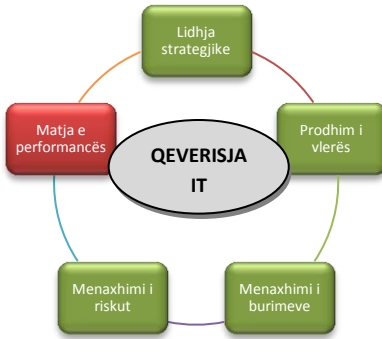 Lidhja
strategjike
Matja e
performancës
Prodhim i
vlerës
QEVERISJA
IT
Menaxhimi i
riskut
Menaxhimi i
burimeve